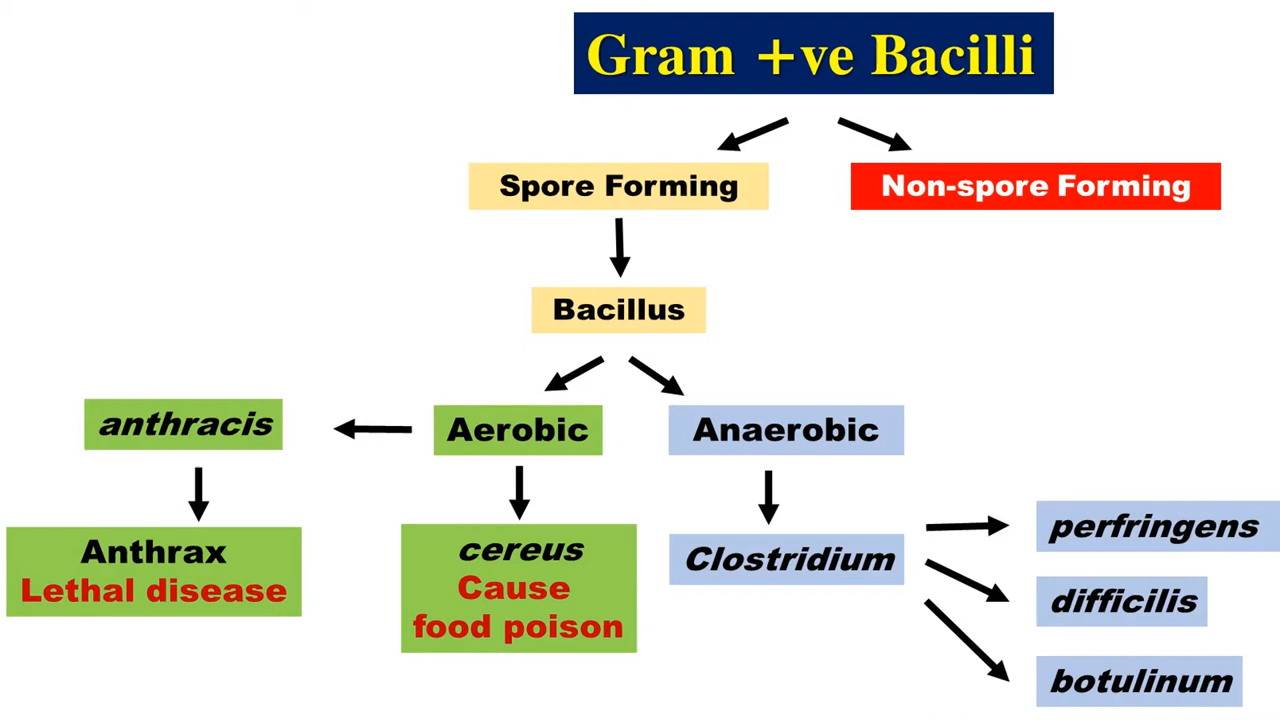 Gram +ve Bacilli
Spore Forming
Non-spore Forming
Bacillus
anthracis
Aerobic
Anaerobic
Anthrax
Lethal disease
cereus
Cause
food poison
Clostridium
perfringens
difficilis
botulinum